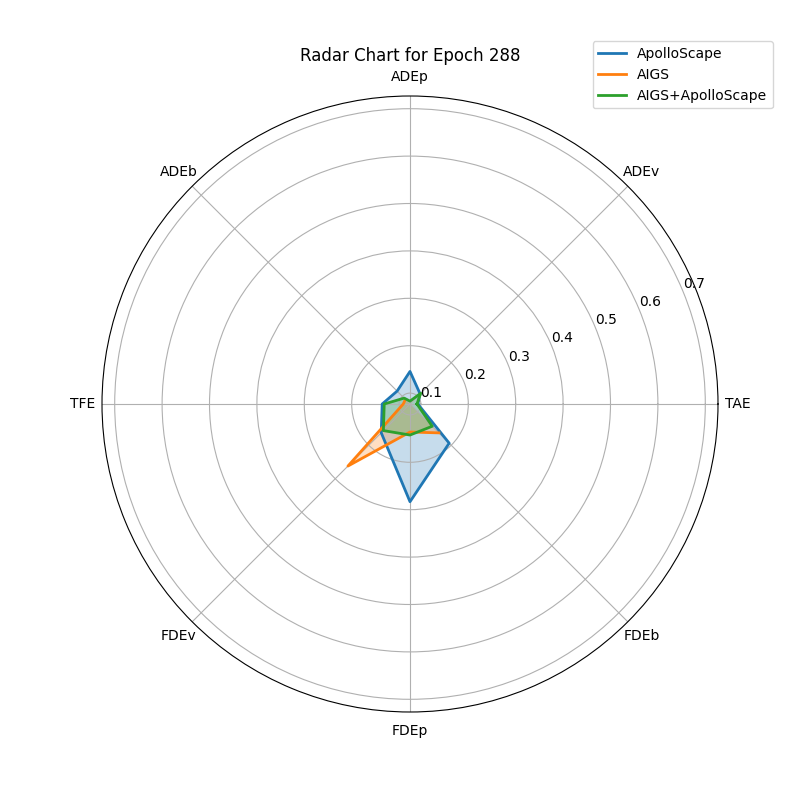 Radar Chart for Epoch 288
ApolloScape
AIGS
AIGS+ApolloScape
ADEp
ADEb
ADEv
0.7
0.6
0.5
0.4
0.3
0.2
0.1
TFE
TAE
FDEv
FDEb
FDEp